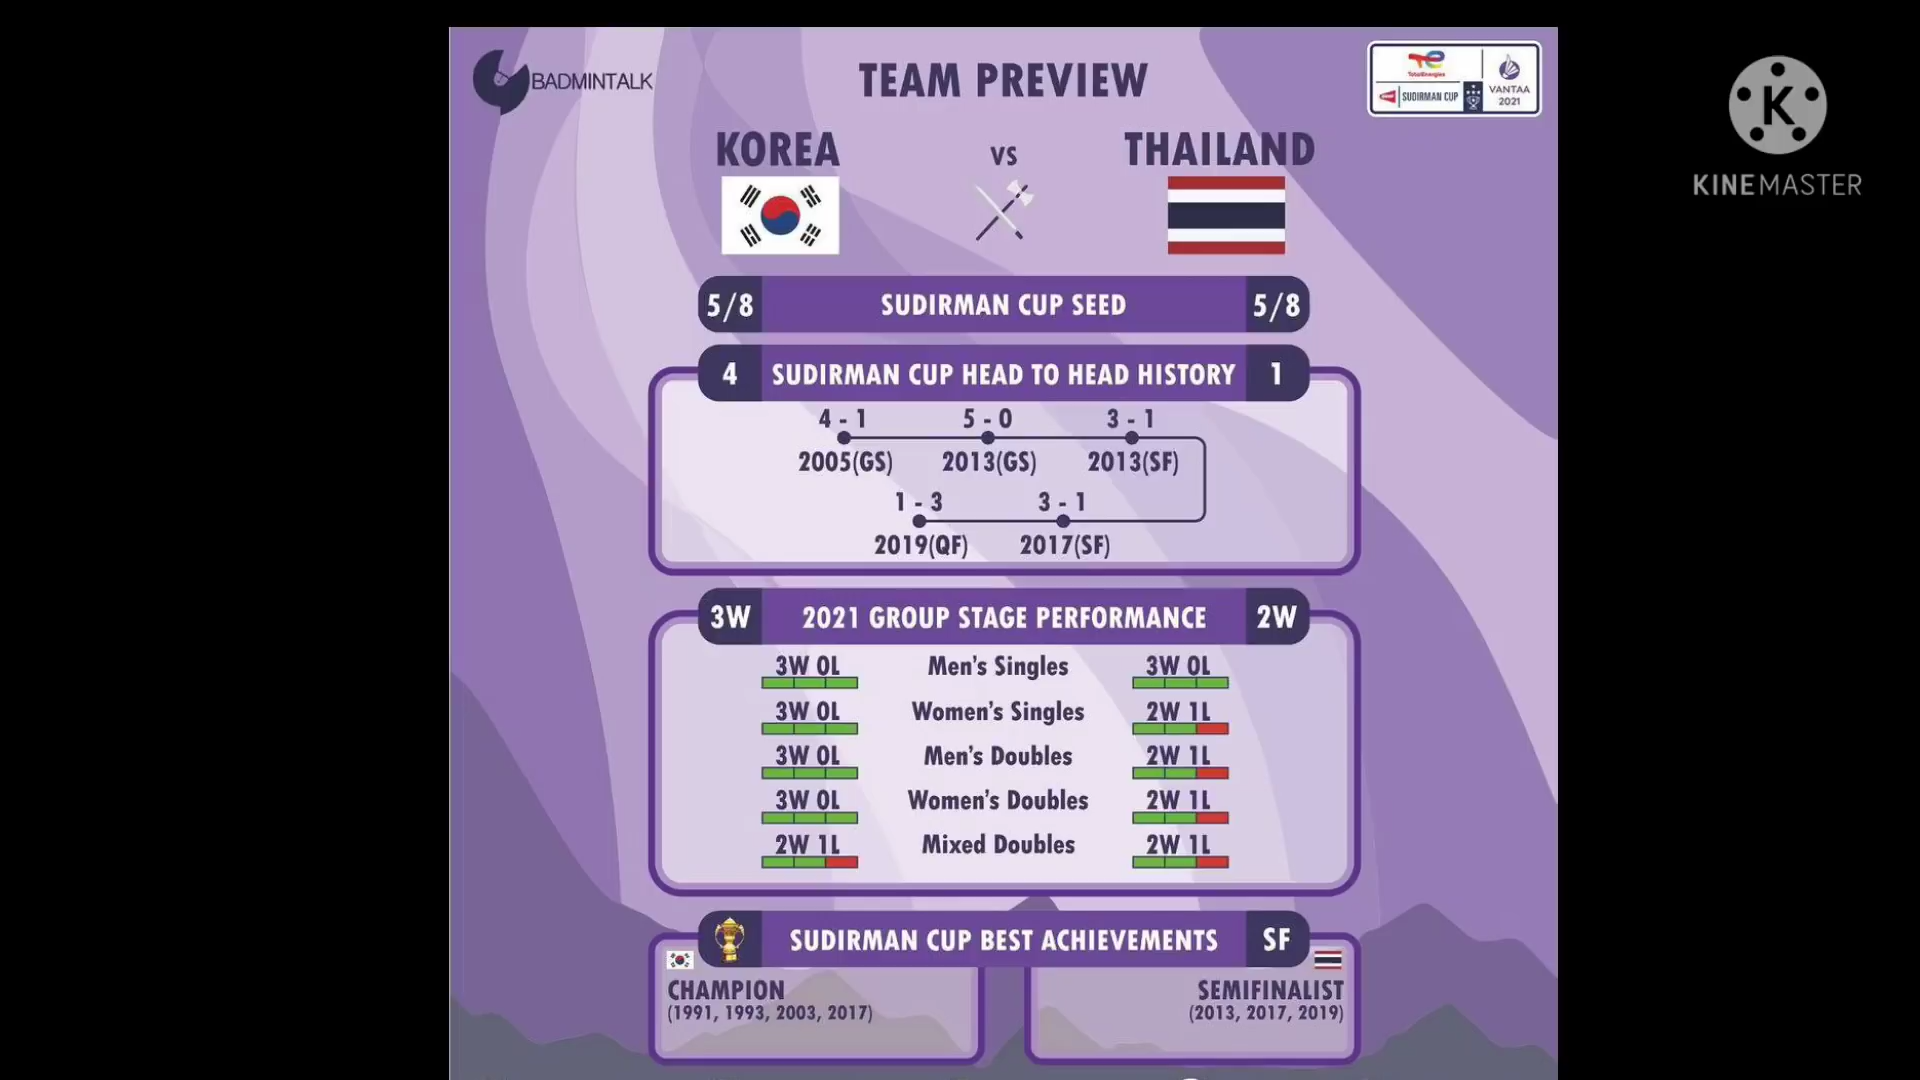 BADMINTALK
TEAM PREVIEW
TotalEnergies
SUDIRMAN CUP
VANTAA
2021
K
KINEMASTER
KOREA
VS
THAILAND
5/8 SUDIRMAN CUP SEED 5/8
4 SUDIRMAN CUP HEAD TO HEAD HISTORY 1
4 - 1 5 - 0 3 - 1
2005(GS) 2013(GS) 2013(SF)
1 - 3 3 - 1
2019(QF) 2017(SF)
3W 2021 GROUP STAGE PERFORMANCE 2W
3W 0L Men's Singles 3W 0L
3W 0L Women's Singles 2W 1L
3W 0L Men's Doubles 2W 1L
3W 0L Women's Doubles 2W 1L
2W 1L Mixed Doubles 2W 1L
SUDIRMAN CUP BEST ACHIEVEMENTS SF
CHAMPION
(1991, 1993, 2003, 2017)
SEMIFINALIST
(2013, 2017, 2019)